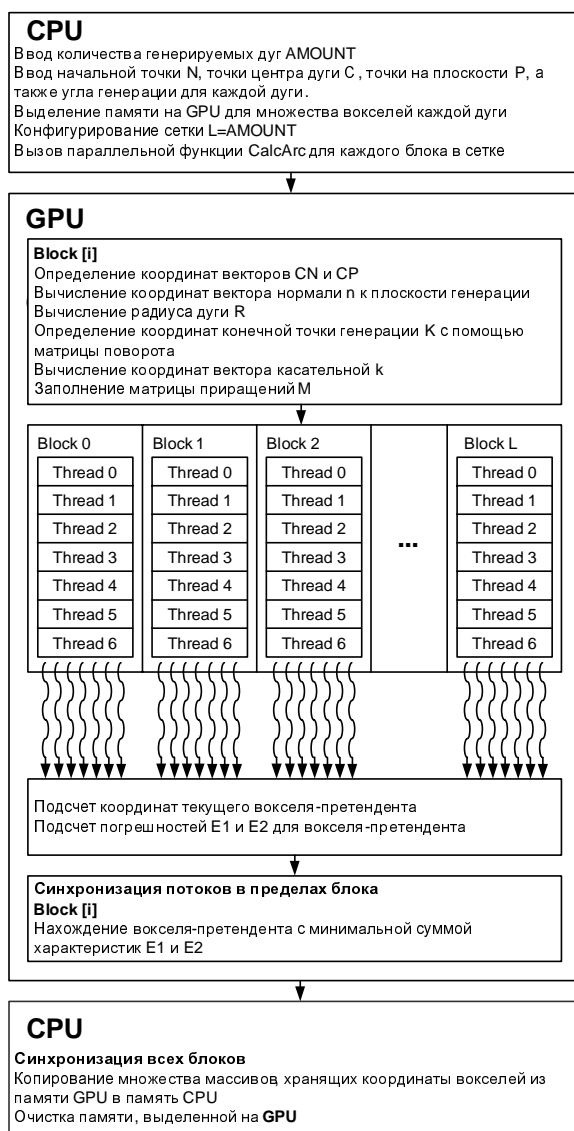 CPU
Ввод количества генерируемых дуг AMOUNT
Ввод начальной точки N, точки центра дуги C , точки на плоскости P, а
также угла генерации для каждой дуги.
Выделение памяти на GPU для множества вокселей каждой дуги
Конфигурирование сетки L=AMOUNT
Вызов параллельной функции CalcArc для каждого блока в сетке
GPU
Block [i]
Определение координат векторов CN и CP
Вычисление координат вектора нормали n к плоскости генерации
Вычисление радиуса дуги R
Определение координат конечной точки генерации K с помощью
матрицы поворота
Вычисление координат вектора касательной k
Заполнение матрицы приращений M
Block 0
Thread 0
Thread 1
Thread 2
Thread 3
Thread 4
Thread 5
Thread 6
Block 1
Thread 0
Thread 1
Thread 2
Thread 3
Thread 4
Thread 5
Thread 6
Block 2
Thread 0
Thread 1
Thread 2
Thread 3
Thread 4
Thread 5
Thread 6
...
Block L
Thread 0
Thread 1
Thread 2
Thread 3
Thread 4
Thread 5
Thread 6
Подсчет координат текущего вокселя-претендента
Подсчет погрешностей E1 и E2 для вокселя-претендента
Синхронизация потоков в пределах блока
Block [i]
Нахождение вокселя-претендента с минимальной суммой
характеристик E1 и E2
CPU
Синхронизация всех блоков
Копирование множества массивов, хранящих координаты вокселей из
памяти GPU в память CPU
Очистка памяти, выделенной на GPU